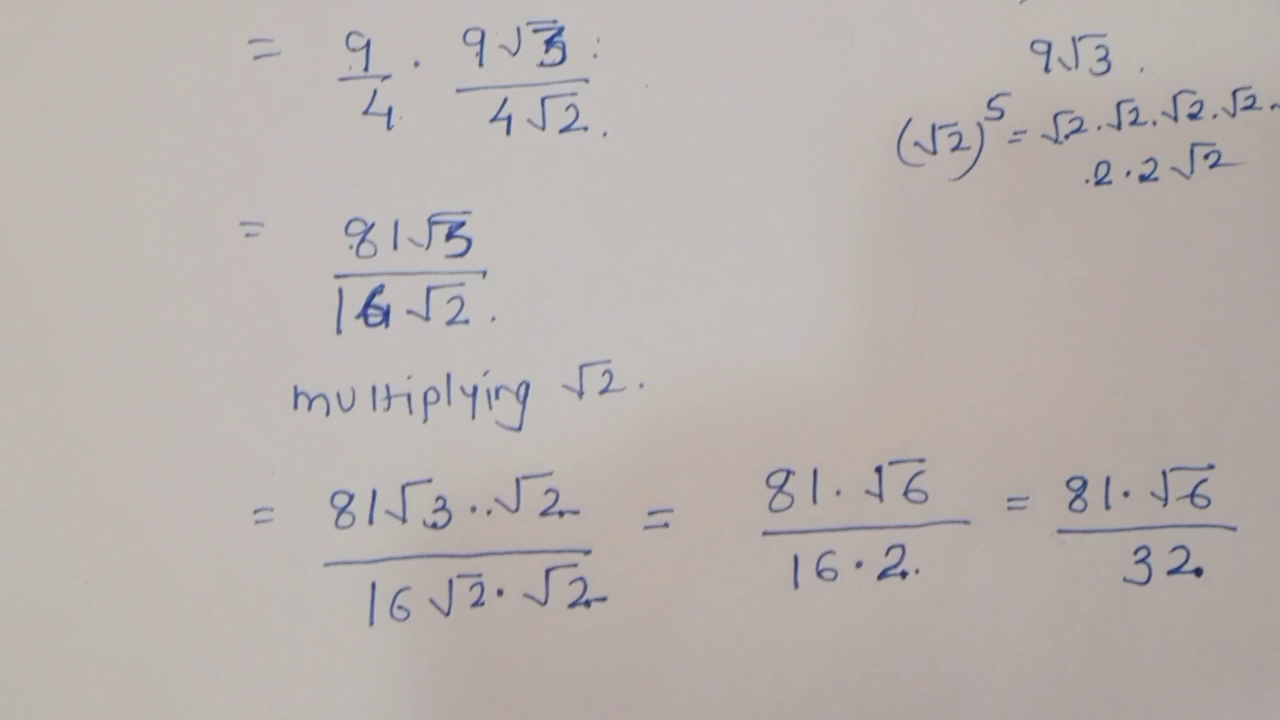 = 9/4 · 9√3/4√2.
9√3.
(√2)^5 = √2.√2.√2.√2.
.2.2√2
= 81√3/16√2.
multiplying √2.
= 81√3.√2/16√2.√2 = 81.√6/16.2. = 81.√6/32